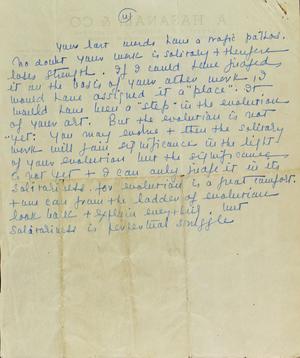 (4)
A. HASANALI & CO
Your last words have a tragic pathos.
No doubt your work is solitary & therefore
loses strength. If I could have judged
it on the basis of your other work, I
would have assigned it a "place". It
would have been a "step" in the evolution
of your art. But the evolution is not
"yet". You may evolve & then the solitary
work will gain significance in the light
of your evolution but the significance
is not yet & I can only judge it in its
solitariness. For evolution is a great comfort.
& one can from the ladder of evolution
look back & explain everything. But
solitariness is perpetual struggle